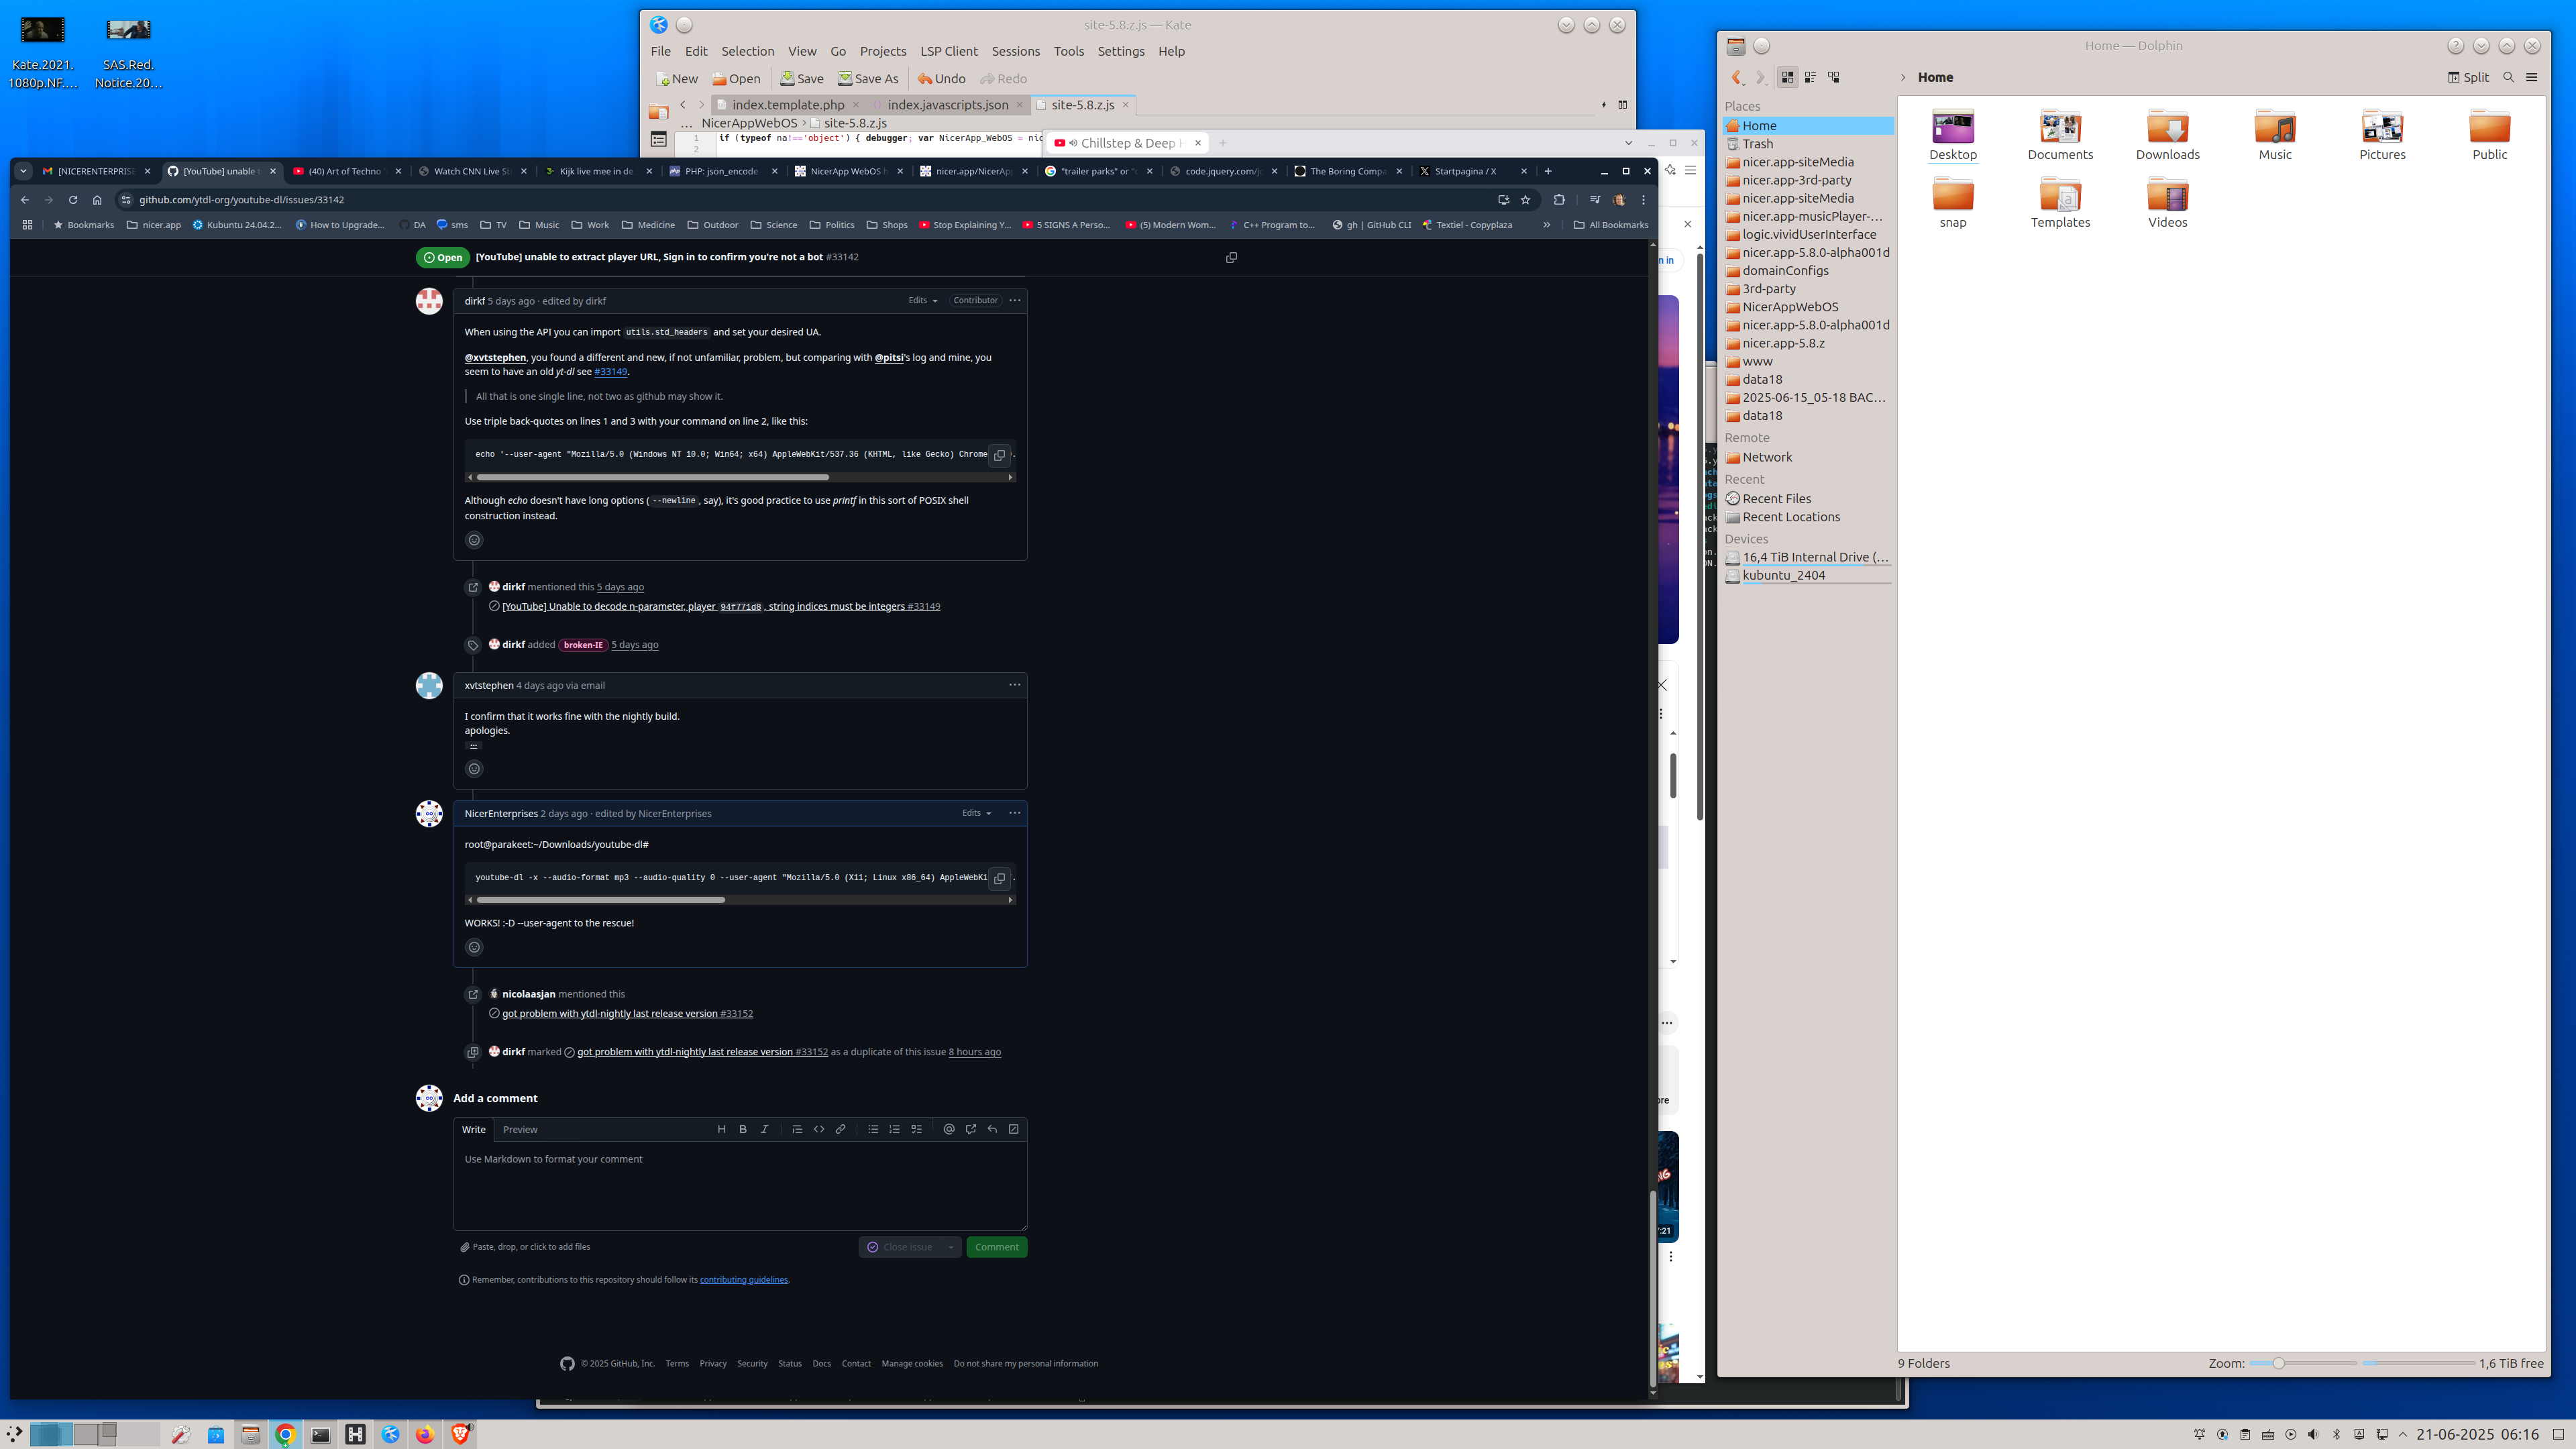 Kate.2021.
1080p.NF....
SAS.Red.
Notice.20...
site-5.8.z.js — Kate
File Edit Selection View Go Projects LSP Client Sessions Tools Settings Help
New Open Save Save As Undo Redo
index.template.php index.javascripts.json site-5.8.z.js
... NicerAppWebOS > site-5.8.z.js
1 if (typeof na!=='object') { debugger; var NicerApp_WebOS = nic
2
Chillstep & Deep H
[NICERENTERPRISE [YouTube] unable t (40) Art of Techno Watch CNN Live St Kijk live mee in de PHP: json_encode - NicerApp WebOS h nicer.app/NicerAp "trailer parks" or "e code.jquery.com/jq The Boring Compa Startpagina / X
github.com/ytdl-org/youtube-dl/issues/33142
Bookmarks nicer.app Kubuntu 24.04.2... How to Upgrade... DA sms TV Music Work Medicine Outdoor Science Politics Shops Stop Explaining Y... 5 SIGNS A Perso... (5) Modern Wom... C++ Program to... gh | GitHub CLI Textiel - Copyplaza » All Bookmarks
Open [YouTube] unable to extract player URL, Sign in to confirm you're not a bot #33142
dirkf 5 days ago · edited by dirkf Edits Contributor
When using the API you can import utils.std_headers and set your desired UA.
@xvtstephen, you found a different and new, if not unfamiliar, problem, but comparing with @pitsi's log and mine, you
seem to have an old yt-dl see #33149.
All that is one single line, not two as github may show it.
Use triple back-quotes on lines 1 and 3 with your command on line 2, like this:
echo '--user-agent "Mozilla/5.0 (Windows NT 10.0; Win64; x64) AppleWebKit/537.36 (KHTML, like Gecko) Chrome
Although echo doesn't have long options (--newline, say), it's good practice to use printf in this sort of POSIX shell
construction instead.
dirkf mentioned this 5 days ago
[YouTube] Unable to decode n-parameter, player 94f771d8, string indices must be integers #33149
dirkf added broken-IE 5 days ago
xvtstephen 4 days ago via email
I confirm that it works fine with the nightly build.
apologies.
...
NicerEnterprises 2 days ago · edited by NicerEnterprises Edits
root@parakeet:~/Downloads/youtube-dl#
youtube-dl -x --audio-format mp3 --audio-quality 0 --user-agent "Mozilla/5.0 (X11; Linux x86_64) AppleWebKi
WORKS! :-D --user-agent to the rescue!
nicolaasjan mentioned this
got problem with ytdl-nightly last release version #33152
dirkf marked got problem with ytdl-nightly last release version #33152 as a duplicate of this issue 8 hours ago
Add a comment
Write Preview
Use Markdown to format your comment
Paste, drop, or click to add files
Close issue Comment
Remember, contributions to this repository should follow its contributing guidelines.
© 2025 GitHub, Inc. Terms Privacy Security Status Docs Contact Manage cookies Do not share my personal information
n in
ore
7:21
Home — Dolphin
Home Split
Places
Home
Trash
nicer.app-siteMedia
nicer.app-3rd-party
nicer.app-siteMedia
nicer.app-musicPlayer-...
logic.vividUserInterface
nicer.app-5.8.0-alpha001d
domainConfigs
3rd-party
NicerAppWebOS
nicer.app-5.8.0-alpha001d
nicer.app-5.8.z
www
data18
2025-06-15_05-18 BAC...
data18
Remote
Network
Recent
Recent Files
Recent Locations
Devices
16,4 TiB Internal Drive (...
kubuntu_2404
Desktop Documents Downloads Music Pictures Public
snap Templates Videos
9 Folders Zoom: 1,6 TiB free
21-06-2025 06:16